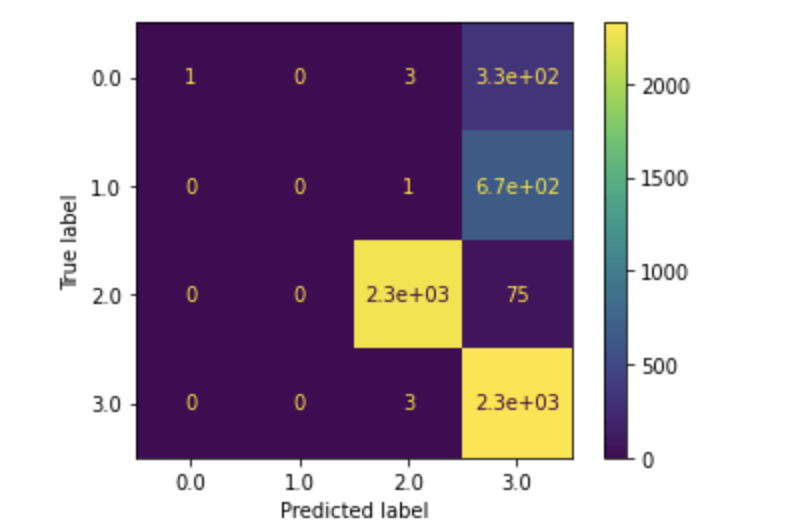 0.0 1 0 3 3.3e+02
1.0 0 0 1 6.7e+02
2.0 0 0 2.3e+03 75
3.0 0 0 3 2.3e+03
0.0 1.0 2.0 3.0
Predicted label
True label
2000
1500
1000
500
0